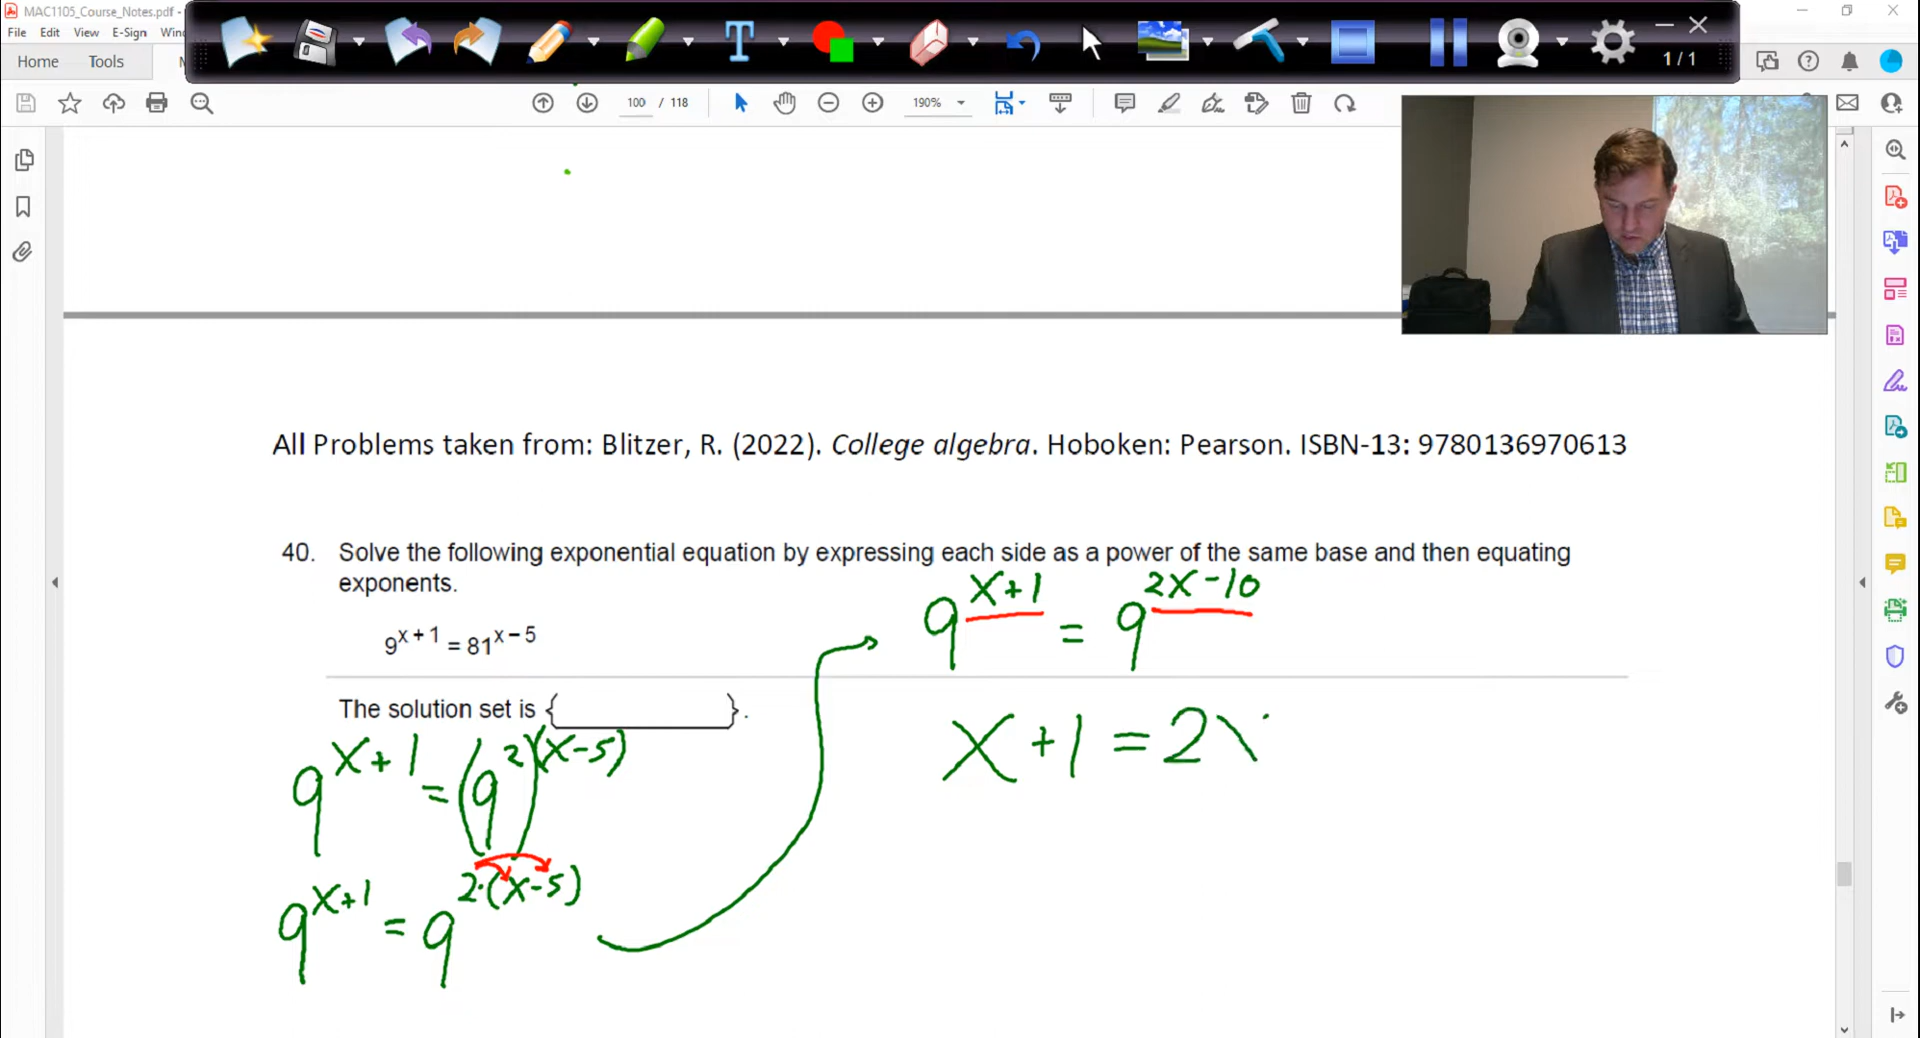 MAC1105_Course_Notes.pdf -
File Edit View E-Sign
1 / 1
Home Tools
100 / 118
190%
All Problems taken from: Blitzer, R. (2022). College algebra. Hoboken: Pearson. ISBN-13: 9780136970613
40. Solve the following exponential equation by expressing each side as a power of the same base and then equating
exponents.
9^x + 1 = 81^x − 5
The solution set is { }.
9^x+1 = (9^2)^(x-5)
9^x+1 = 9^2·(x-5)
9^x+1 = 9^2x-10
x+1 = 2